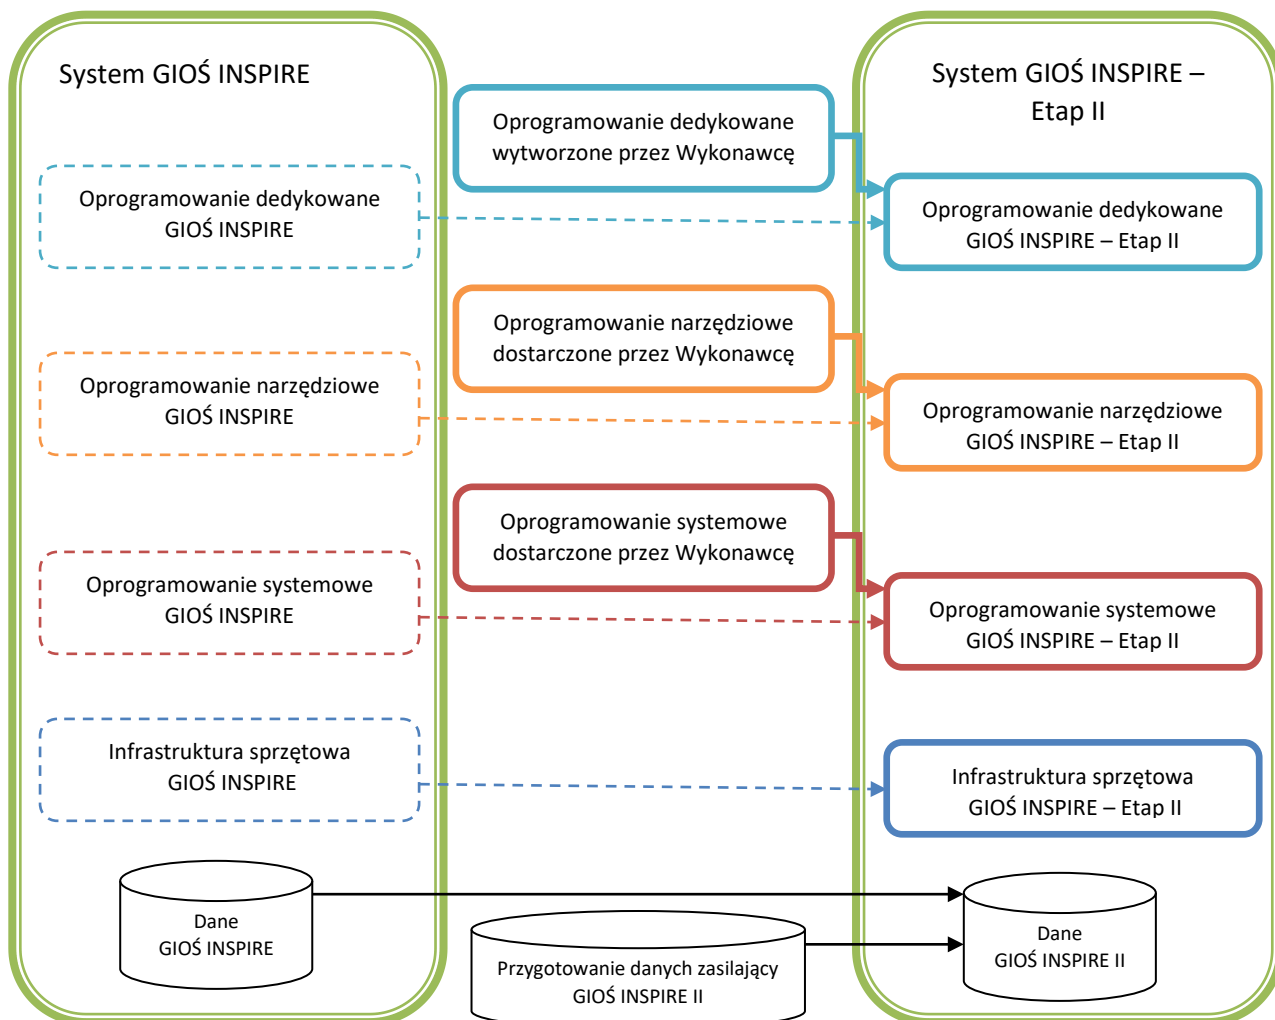 System GIOŚ INSPIRE
Oprogramowanie dedykowane
GIOŚ INSPIRE
Oprogramowanie narzędziowe
GIOŚ INSPIRE
Oprogramowanie systemowe
GIOŚ INSPIRE
Infrastruktura sprzętowa
GIOŚ INSPIRE
Dane
GIOŚ INSPIRE
Oprogramowanie dedykowane
wytworzone przez Wykonawcę
Oprogramowanie narzędziowe
dostarczone przez Wykonawcę
Oprogramowanie systemowe
dostarczone przez Wykonawcę
Przygotowanie danych zasilający
GIOŚ INSPIRE II
System GIOŚ INSPIRE –
Etap II
Oprogramowanie dedykowane
GIOŚ INSPIRE – Etap II
Oprogramowanie narzędziowe
GIOŚ INSPIRE – Etap II
Oprogramowanie systemowe
GIOŚ INSPIRE – Etap II
Infrastruktura sprzętowa
GIOŚ INSPIRE – Etap II
Dane
GIOŚ INSPIRE II